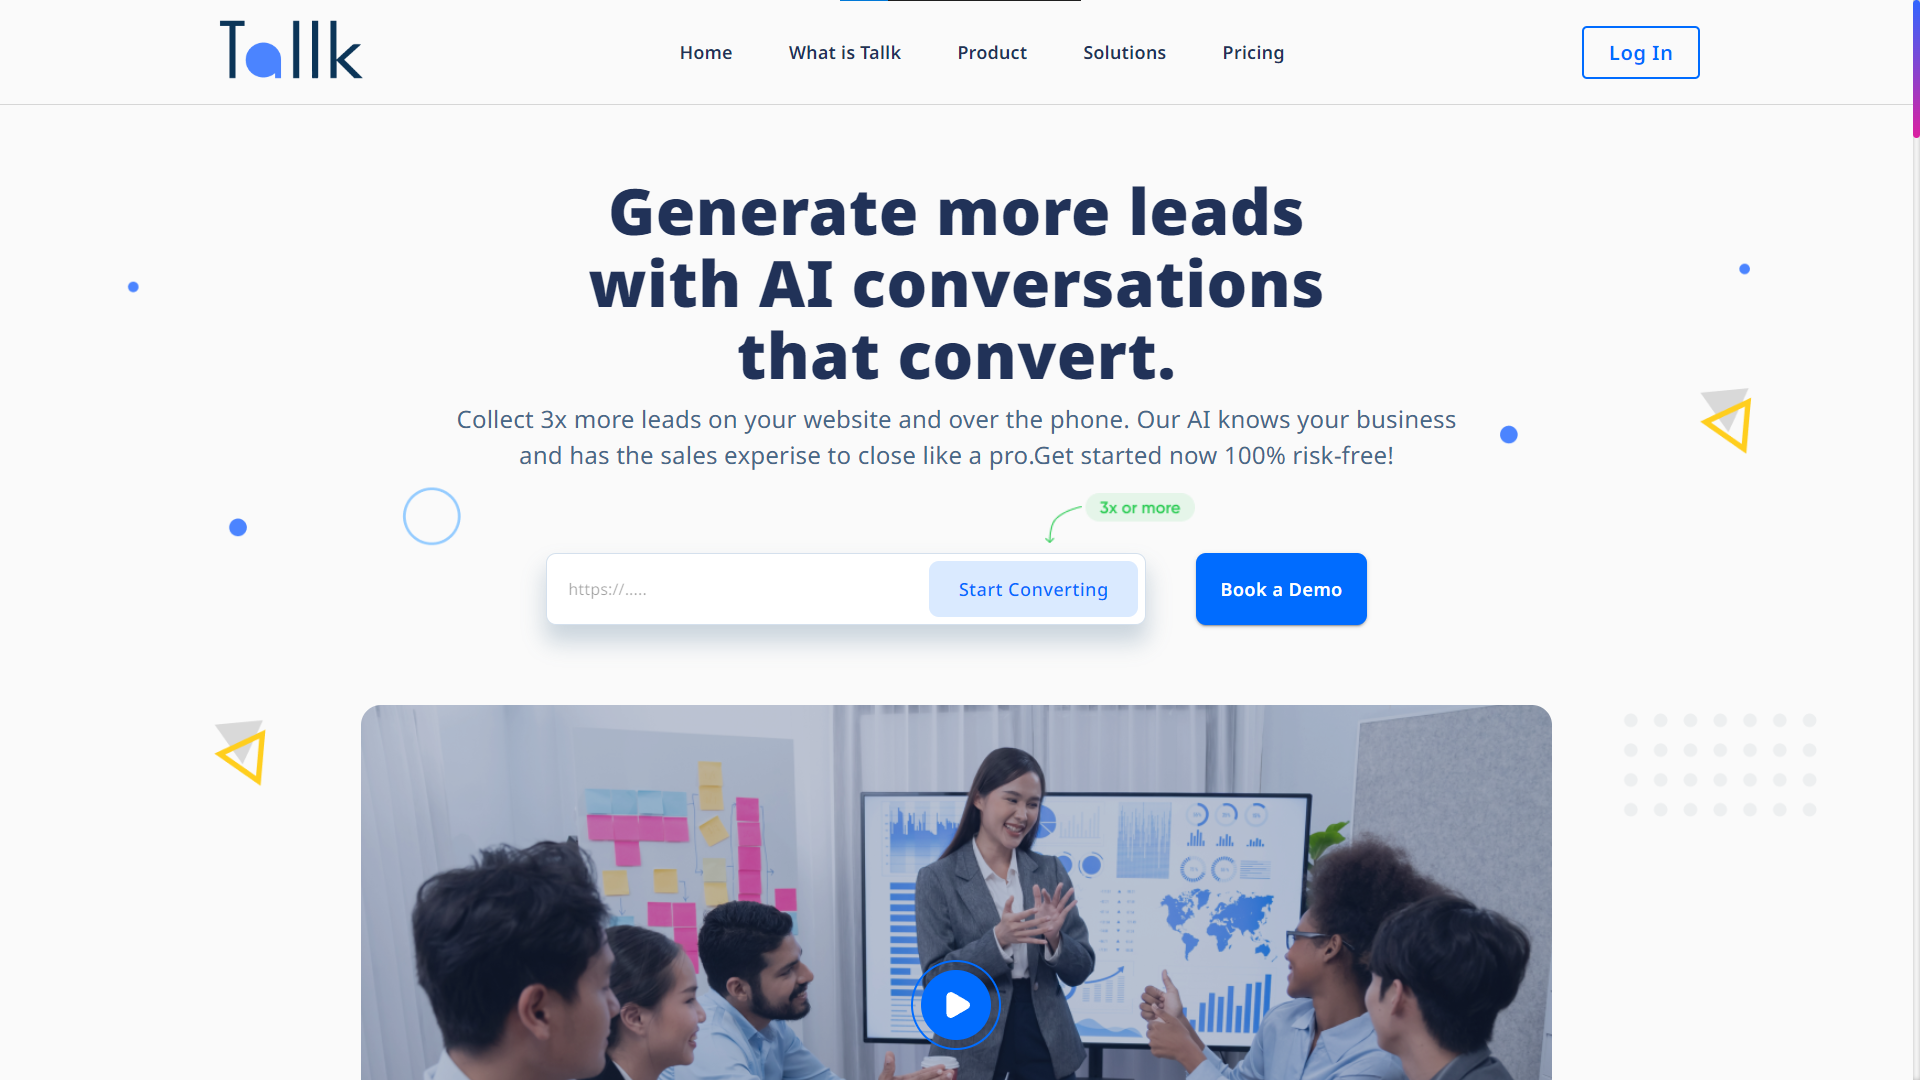 Tallk
Home
What is Tallk
Product
Solutions
Pricing
Log In
Generate more leads
with AI conversations
that convert.
Collect 3x more leads on your website and over the phone. Our AI knows your business
and has the sales experise to close like a pro.Get started now 100% risk-free!
3x or more
https://.....
Start Converting
Book a Demo